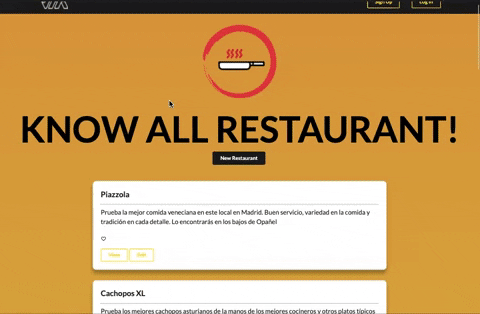 Sign Up
Log In
KNOW ALL RESTAURANT!
New Restaurant
Piazzola
Prueba la mejor comida veneciana en este local en Madrid. Buen servicio, variedad en la comida y
tradición en cada detalle. Lo encontrarás en los bajos de Opañel
View
Edit
Cachopos XL
Prueba los mejores cachopos asturianos de la manos de los mejores cocineros y otros platos típicos